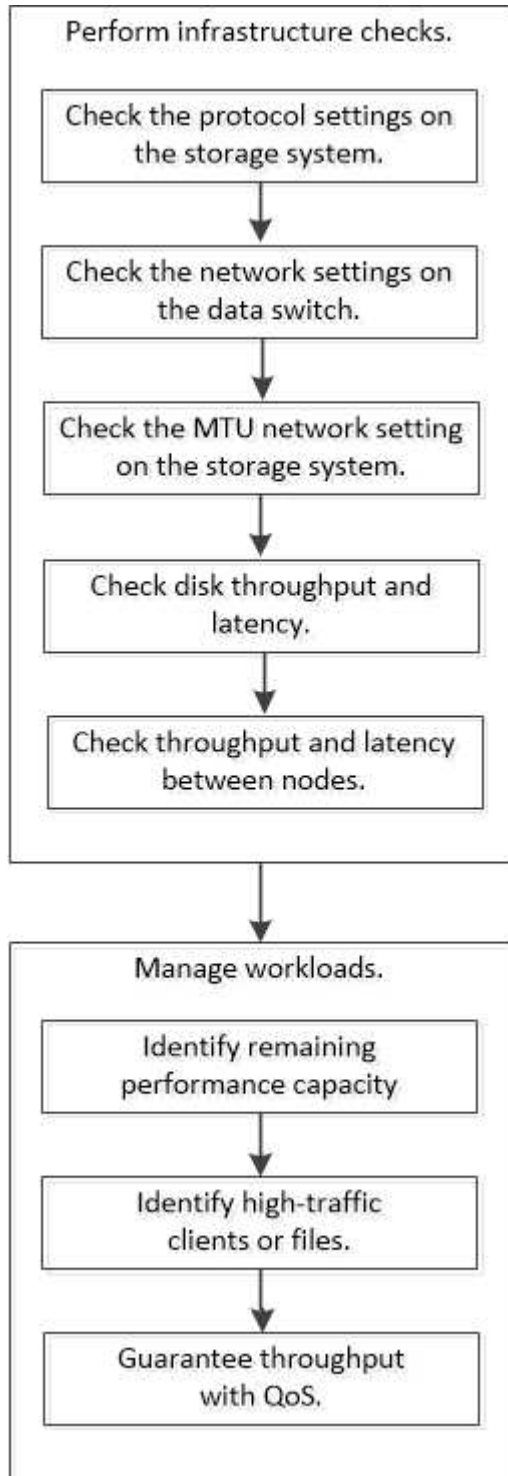 Perform infrastructure checks.
Check the protocol settings on
the storage system.
Check the network settings on
the data switch.
Check the MTU network setting
on the storage system.
Check disk throughput and
latency.
Check throughput and latency
between nodes.
Manage workloads.
Identify remaining
performance capacity
Identify high-traffic
clients or files.
Guarantee throughput
with QoS.